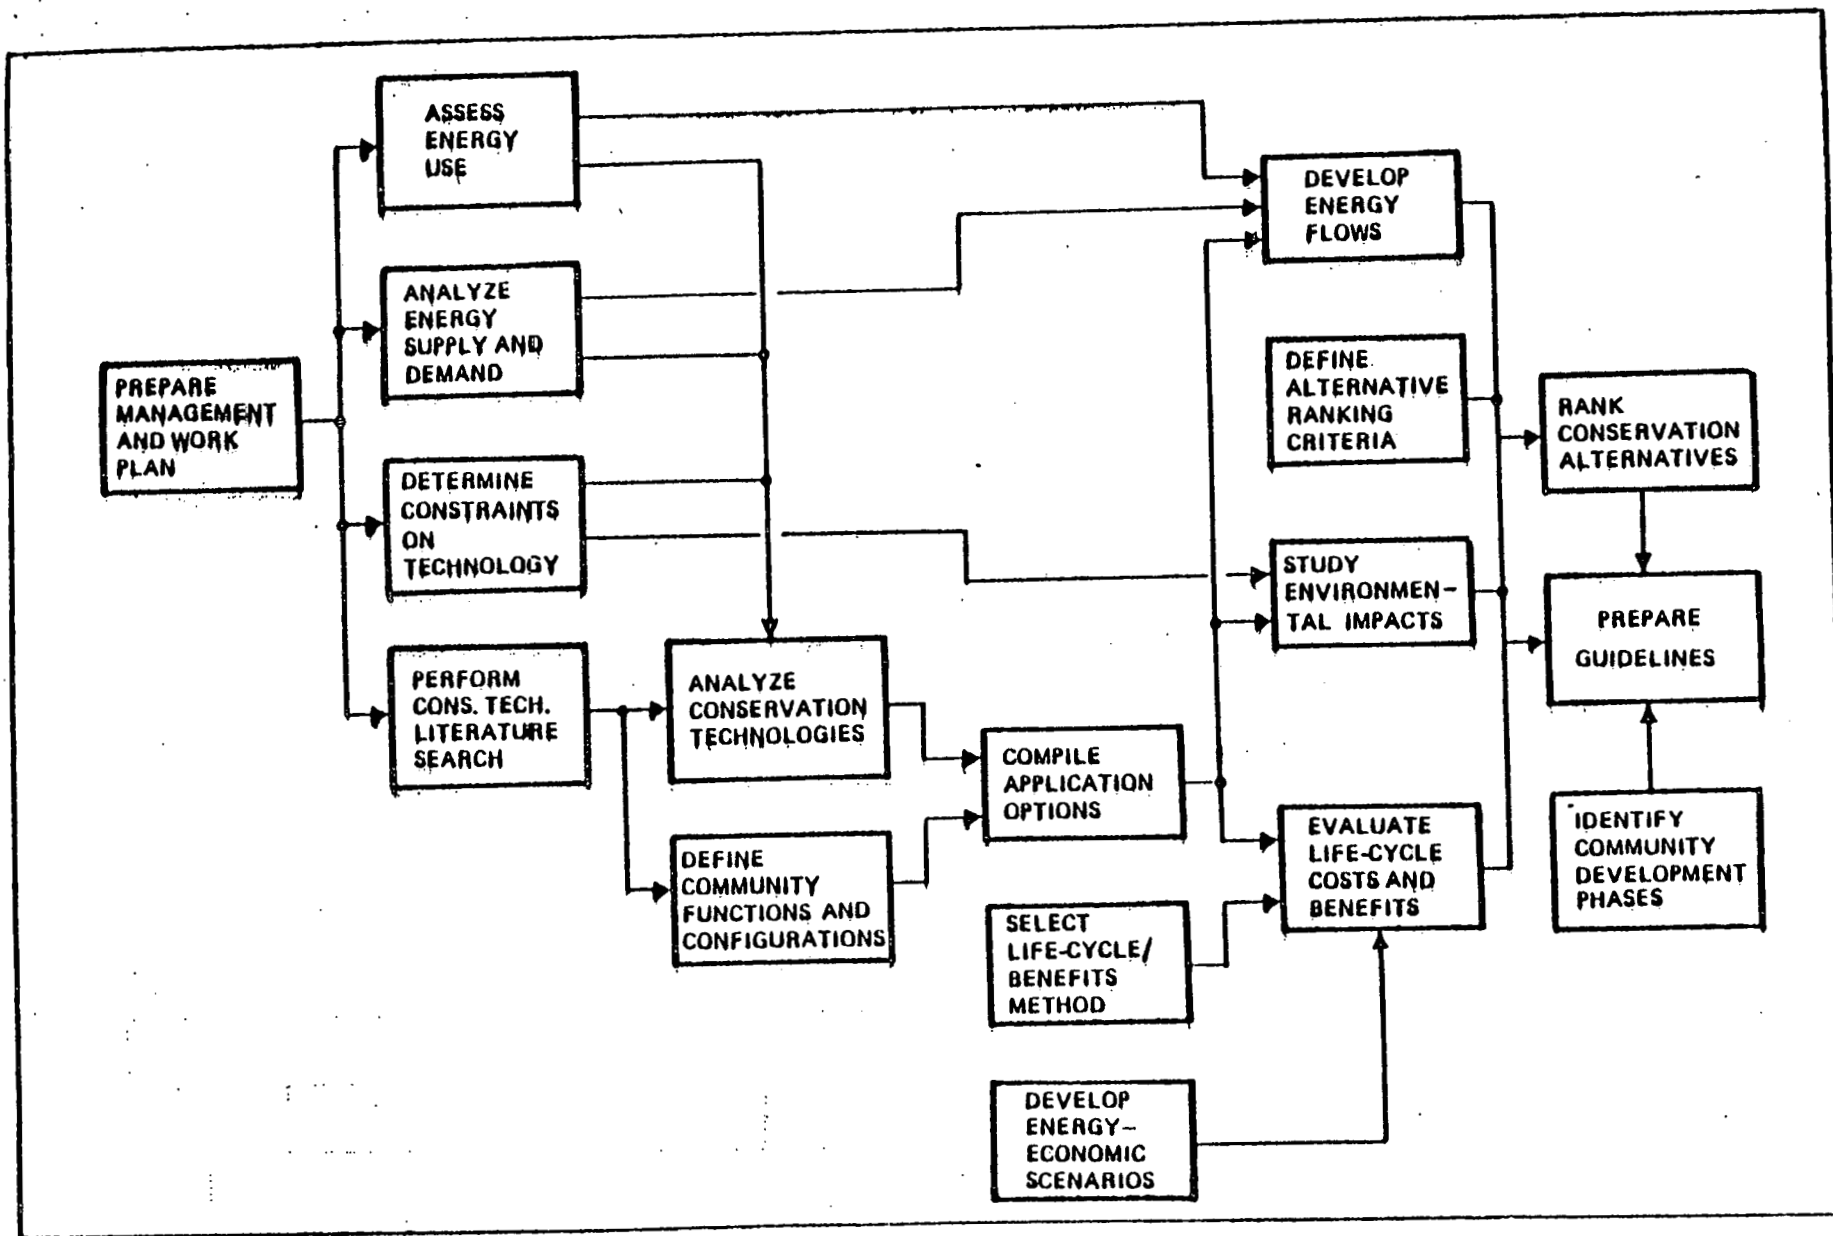 ASSESS
ENERGY
USE
ANALYZE
ENERGY
SUPPLY AND
DEMAND
PREPARE
MANAGEMENT
AND WORK
PLAN
DETERMINE
CONSTRAINTS
ON
TECHNOLOGY
PERFORM
CONS. TECH.
LITERATURE
SEARCH
ANALYZE
CONSERVATION
TECHNOLOGIES
DEFINE
COMMUNITY
FUNCTIONS AND
CONFIGURATIONS
COMPILE
APPLICATION
OPTIONS
SELECT
LIFE-CYCLE/
BENEFITS
METHOD
DEVELOP
ENERGY-
ECONOMIC
SCENARIOS
DEVELOP
ENERGY
FLOWS
DEFINE
ALTERNATIVE
RANKING
CRITERIA
STUDY
ENVIRONMEN-
TAL IMPACTS
EVALUATE
LIFE-CYCLE
COSTS AND
BENEFITS
RANK
CONSERVATION
ALTERNATIVES
PREPARE
GUIDELINES
IDENTIFY
COMMUNITY
DEVELOPMENT
PHASES